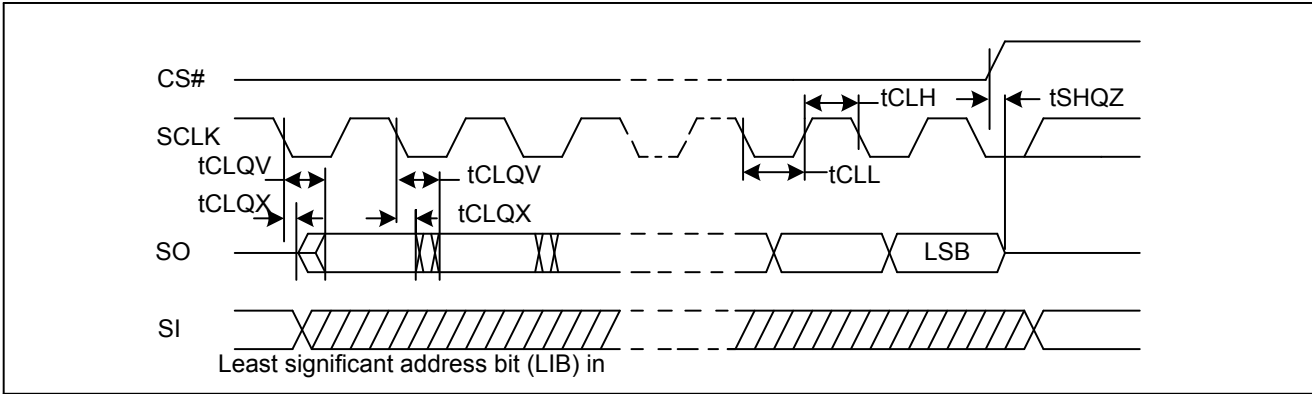 CS#
tCLH
tSHQZ
SCLK
tCLQV
tCLQV
tCLL
tCLQX
tCLQX
SO
LSB
SI
Least significant address bit (LIB) in